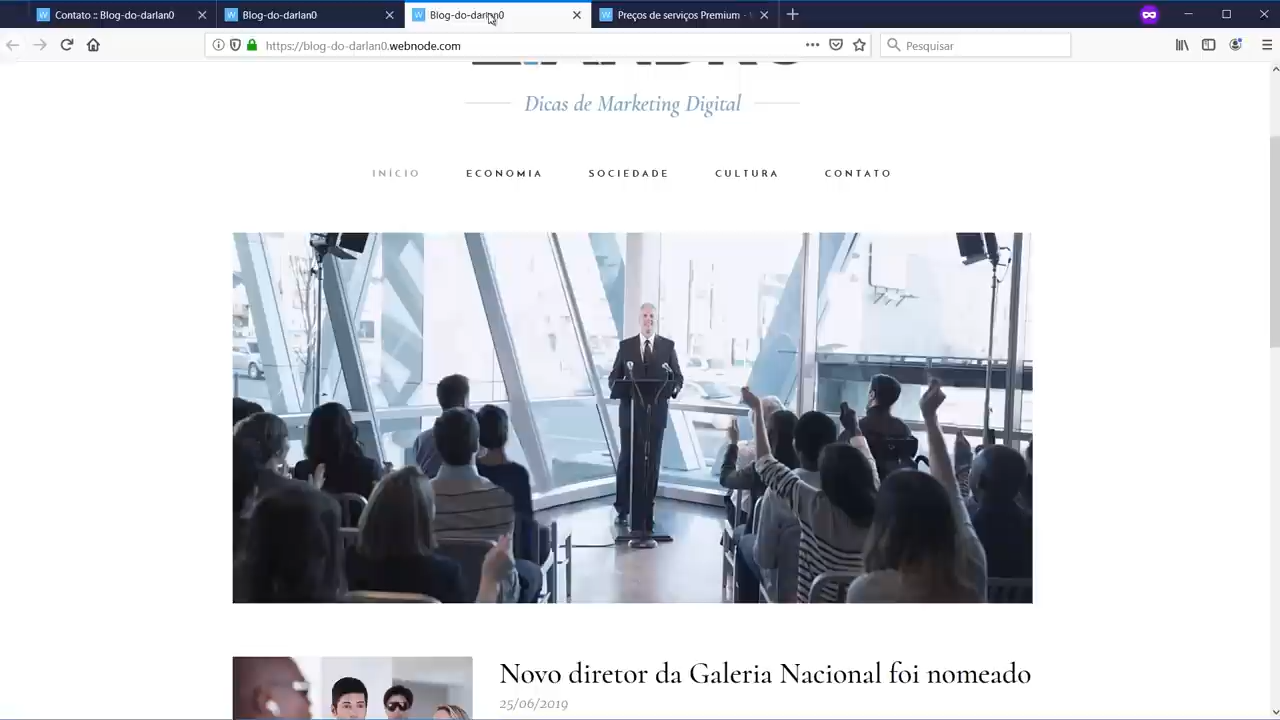 Contato :: Blog-do-darlan0
Blog-do-darlan0
Blog-do-darlan0
Preços de serviços Premium -
https://blog-do-darlan0.webnode.com
Pesquisar
Dicas de Marketing Digital
INÍCIO
ECONOMIA
SOCIEDADE
CULTURA
CONTATO
Novo diretor da Galeria Nacional foi nomeado
25/06/2019